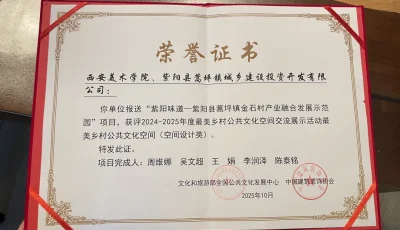 荣誉证书
西安美术学院、紫阳县蒿坪镇城乡建设投资开发有限
公司：
你单位报送“紫阳味道—紫阳县蒿坪镇金石村产业融合发展示范
园”项目。获评2024-2025年度最美乡村公共文化空间交流展示活动最
美乡村公共文化空间（空间设计类）。
特发此证。
项目完成人：周维娜 吴文超 王 娟 李润泽 陈泰铭
文化和旅游部全国公共文化发展中心 中国建筑装饰协会
2025年10月